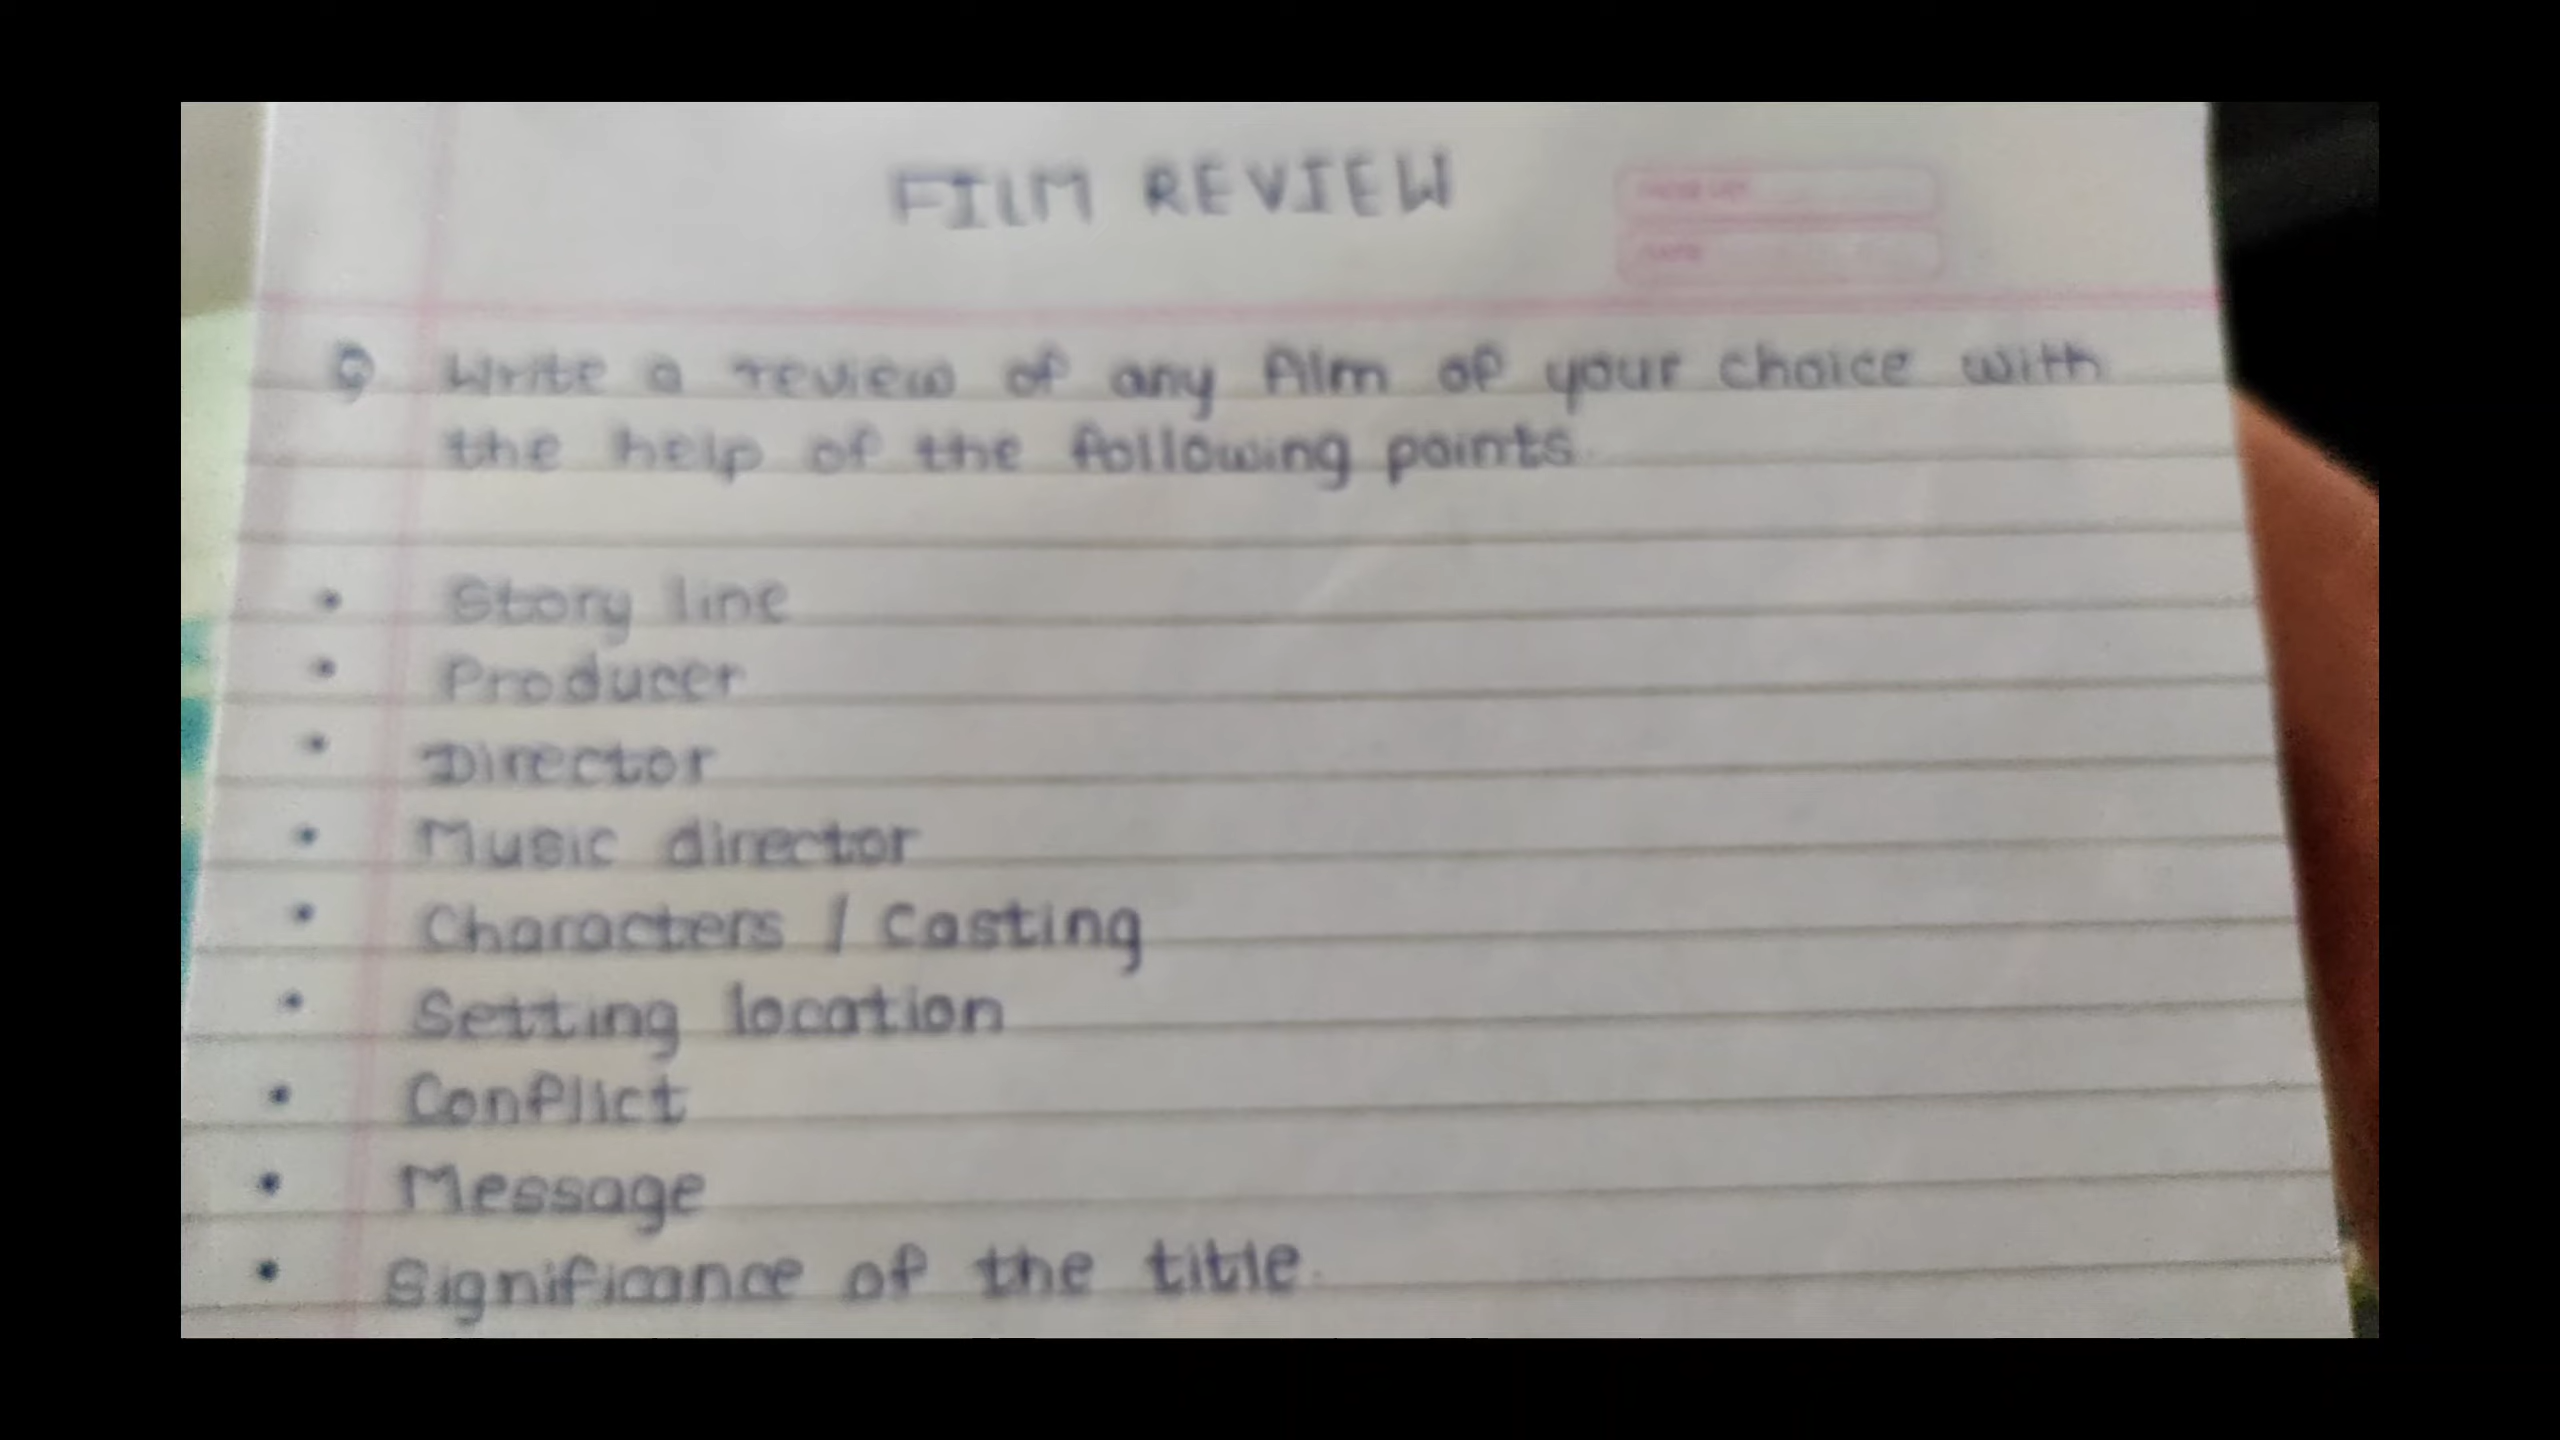 FILM REVIEW
Q Write a review of any film of your choice with
the help of the following points.
• Story line
• Producer
• Director
• Music director
• Characters / Casting
• Setting location
• Conflict
• Message
• Significance of the title.